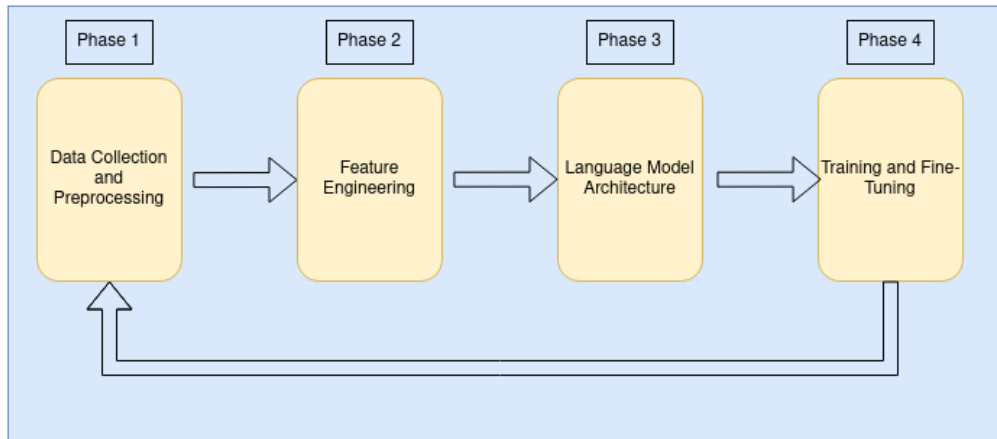 Phase 1
Phase 2
Phase 3
Phase 4
Data Collection
and
Preprocessing
Feature
Engineering
Language Model
Architecture
Training and Fine-
Tuning